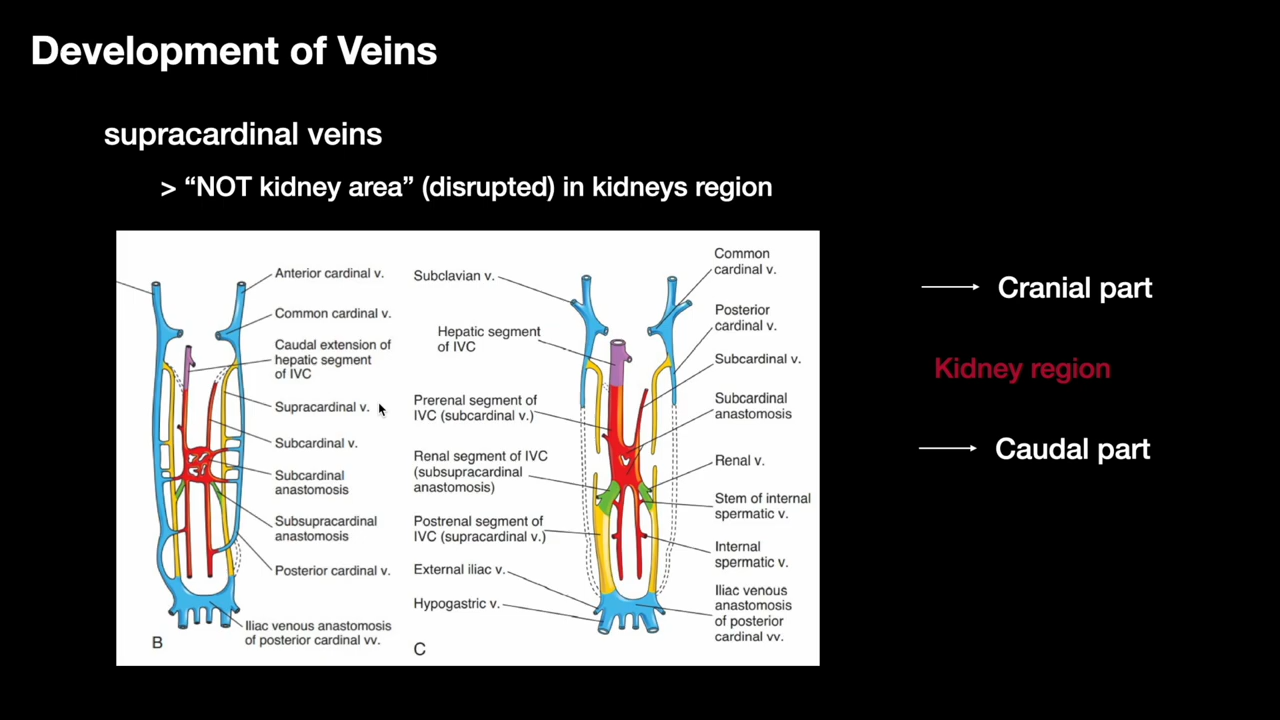 Development of Veins
supracardinal veins
> “NOT kidney area” (disrupted) in kidneys region
Anterior cardinal v.
Common cardinal v.
Caudal extension of
hepatic segment
of IVC
Supracardinal v.
Subcardinal v.
Subcardinal
anastomosis
Subsupracardinal
anastomosis
Posterior cardinal v.
Iliac venous anastomosis
of posterior cardinal vv.
B
Subclavian v.
Hepatic segment
of IVC
Prerenal segment of
IVC (subcardinal v.)
Renal segment of IVC
(subsupracardinal
anastomosis)
Postrenal segment of
IVC (supracardinal v.)
External iliac v.
Hypogastric v.
C
Common
cardinal v.
Posterior
cardinal v.
Subcardinal v.
Subcardinal
anastomosis
Renal v.
Stem of internal
spermatic v.
Internal
spermatic v.
Iliac venous
anastomosis
of posterior
cardinal vv.
Cranial part
Kidney region
Caudal part